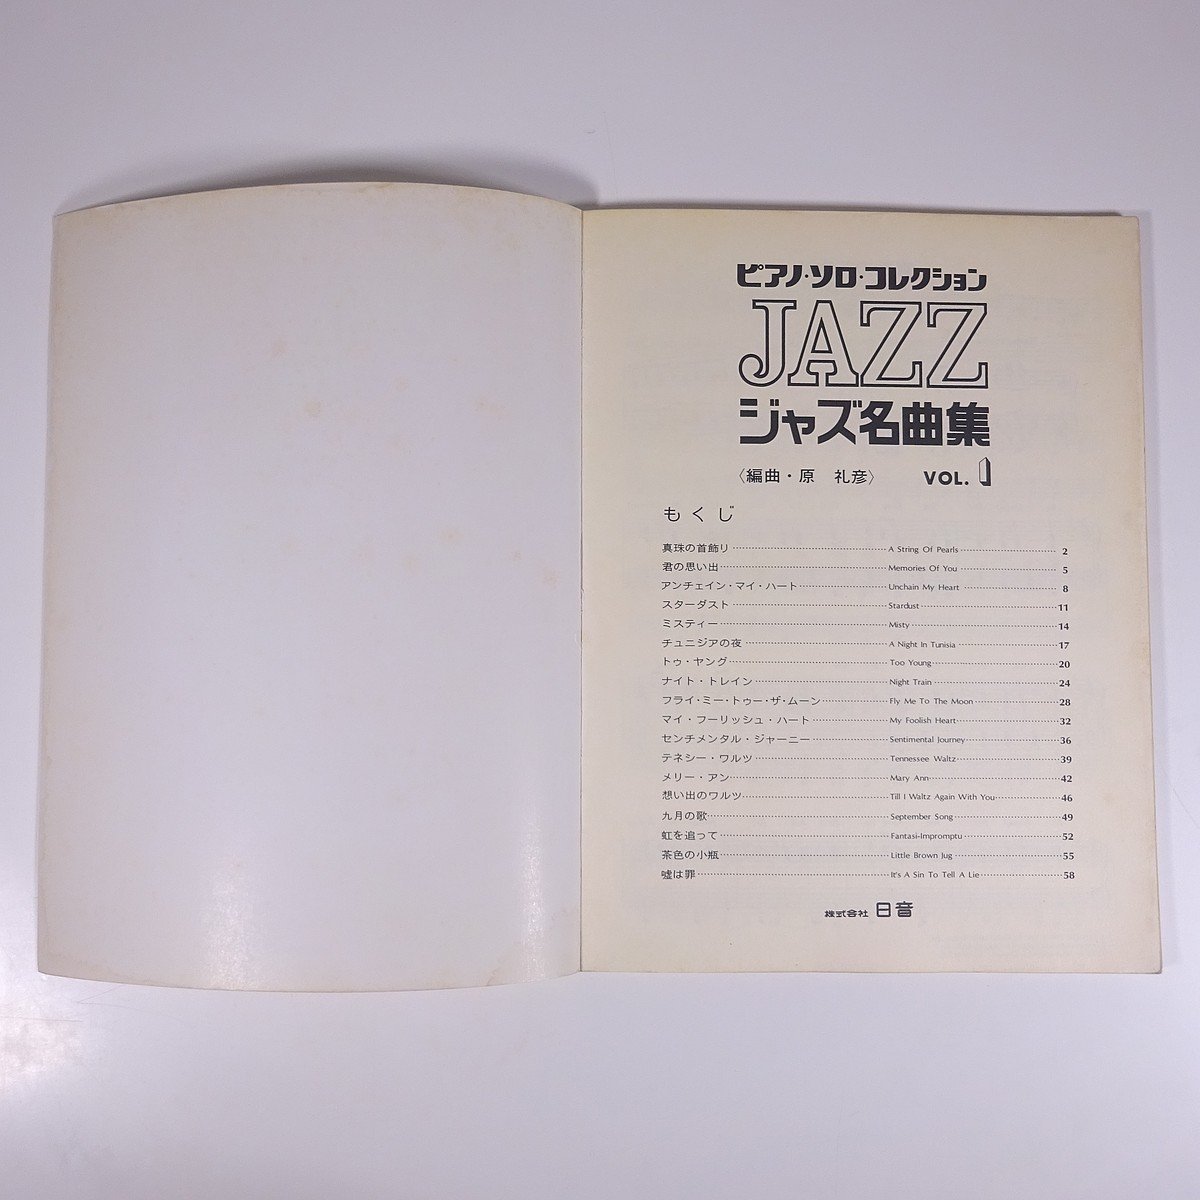 ピアノ・ソロ・コレクション
JAZZ
ジャズ名曲集
〈編曲・原 礼彦〉 VOL. 1
もくじ
真珠の首飾り A String Of Pearls 2
君の思い出 Memories Of You 5
アンチェイン・マイ・ハート Unchain My Heart 8
スターダスト Stardust 11
ミスティー Misty 14
チュニジアの夜 A Night In Tunisia 17
トゥ・ヤング Too Young 20
ナイト・トレイン Night Train 24
フライ・ミー・トゥー・ザ・ムーン Fly Me To The Moon 28
マイ・フーリッシュ・ハート My Foolish Heart 32
センチメンタル・ジャーニー Sentimental Journey 36
テネシー・ワルツ Tennessee Waltz 39
メリー・アン Mary Ann 42
想い出のワルツ Till I Waltz Again With You 46
九月の歌 September Song 49
虹を追って Fantasi-Impromptu 52
茶色の小瓶 Little Brown Jug 55
嘘は罪 It's A Sin To Tell A Lie 58
株式会社 日音